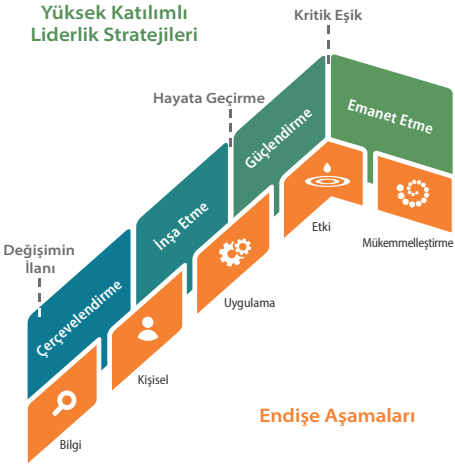 Yüksek Katılımlı
Liderlik Stratejileri
Kritik Eşik
Hayata Geçirme
Değişimin
İlanı
Çerçevelendirme
İnşa Etme
Güçlendirme
Emanet Etme
Bilgi
Kişisel
Uygulama
Etki
Mükemmelleştirme
Endişe Aşamaları